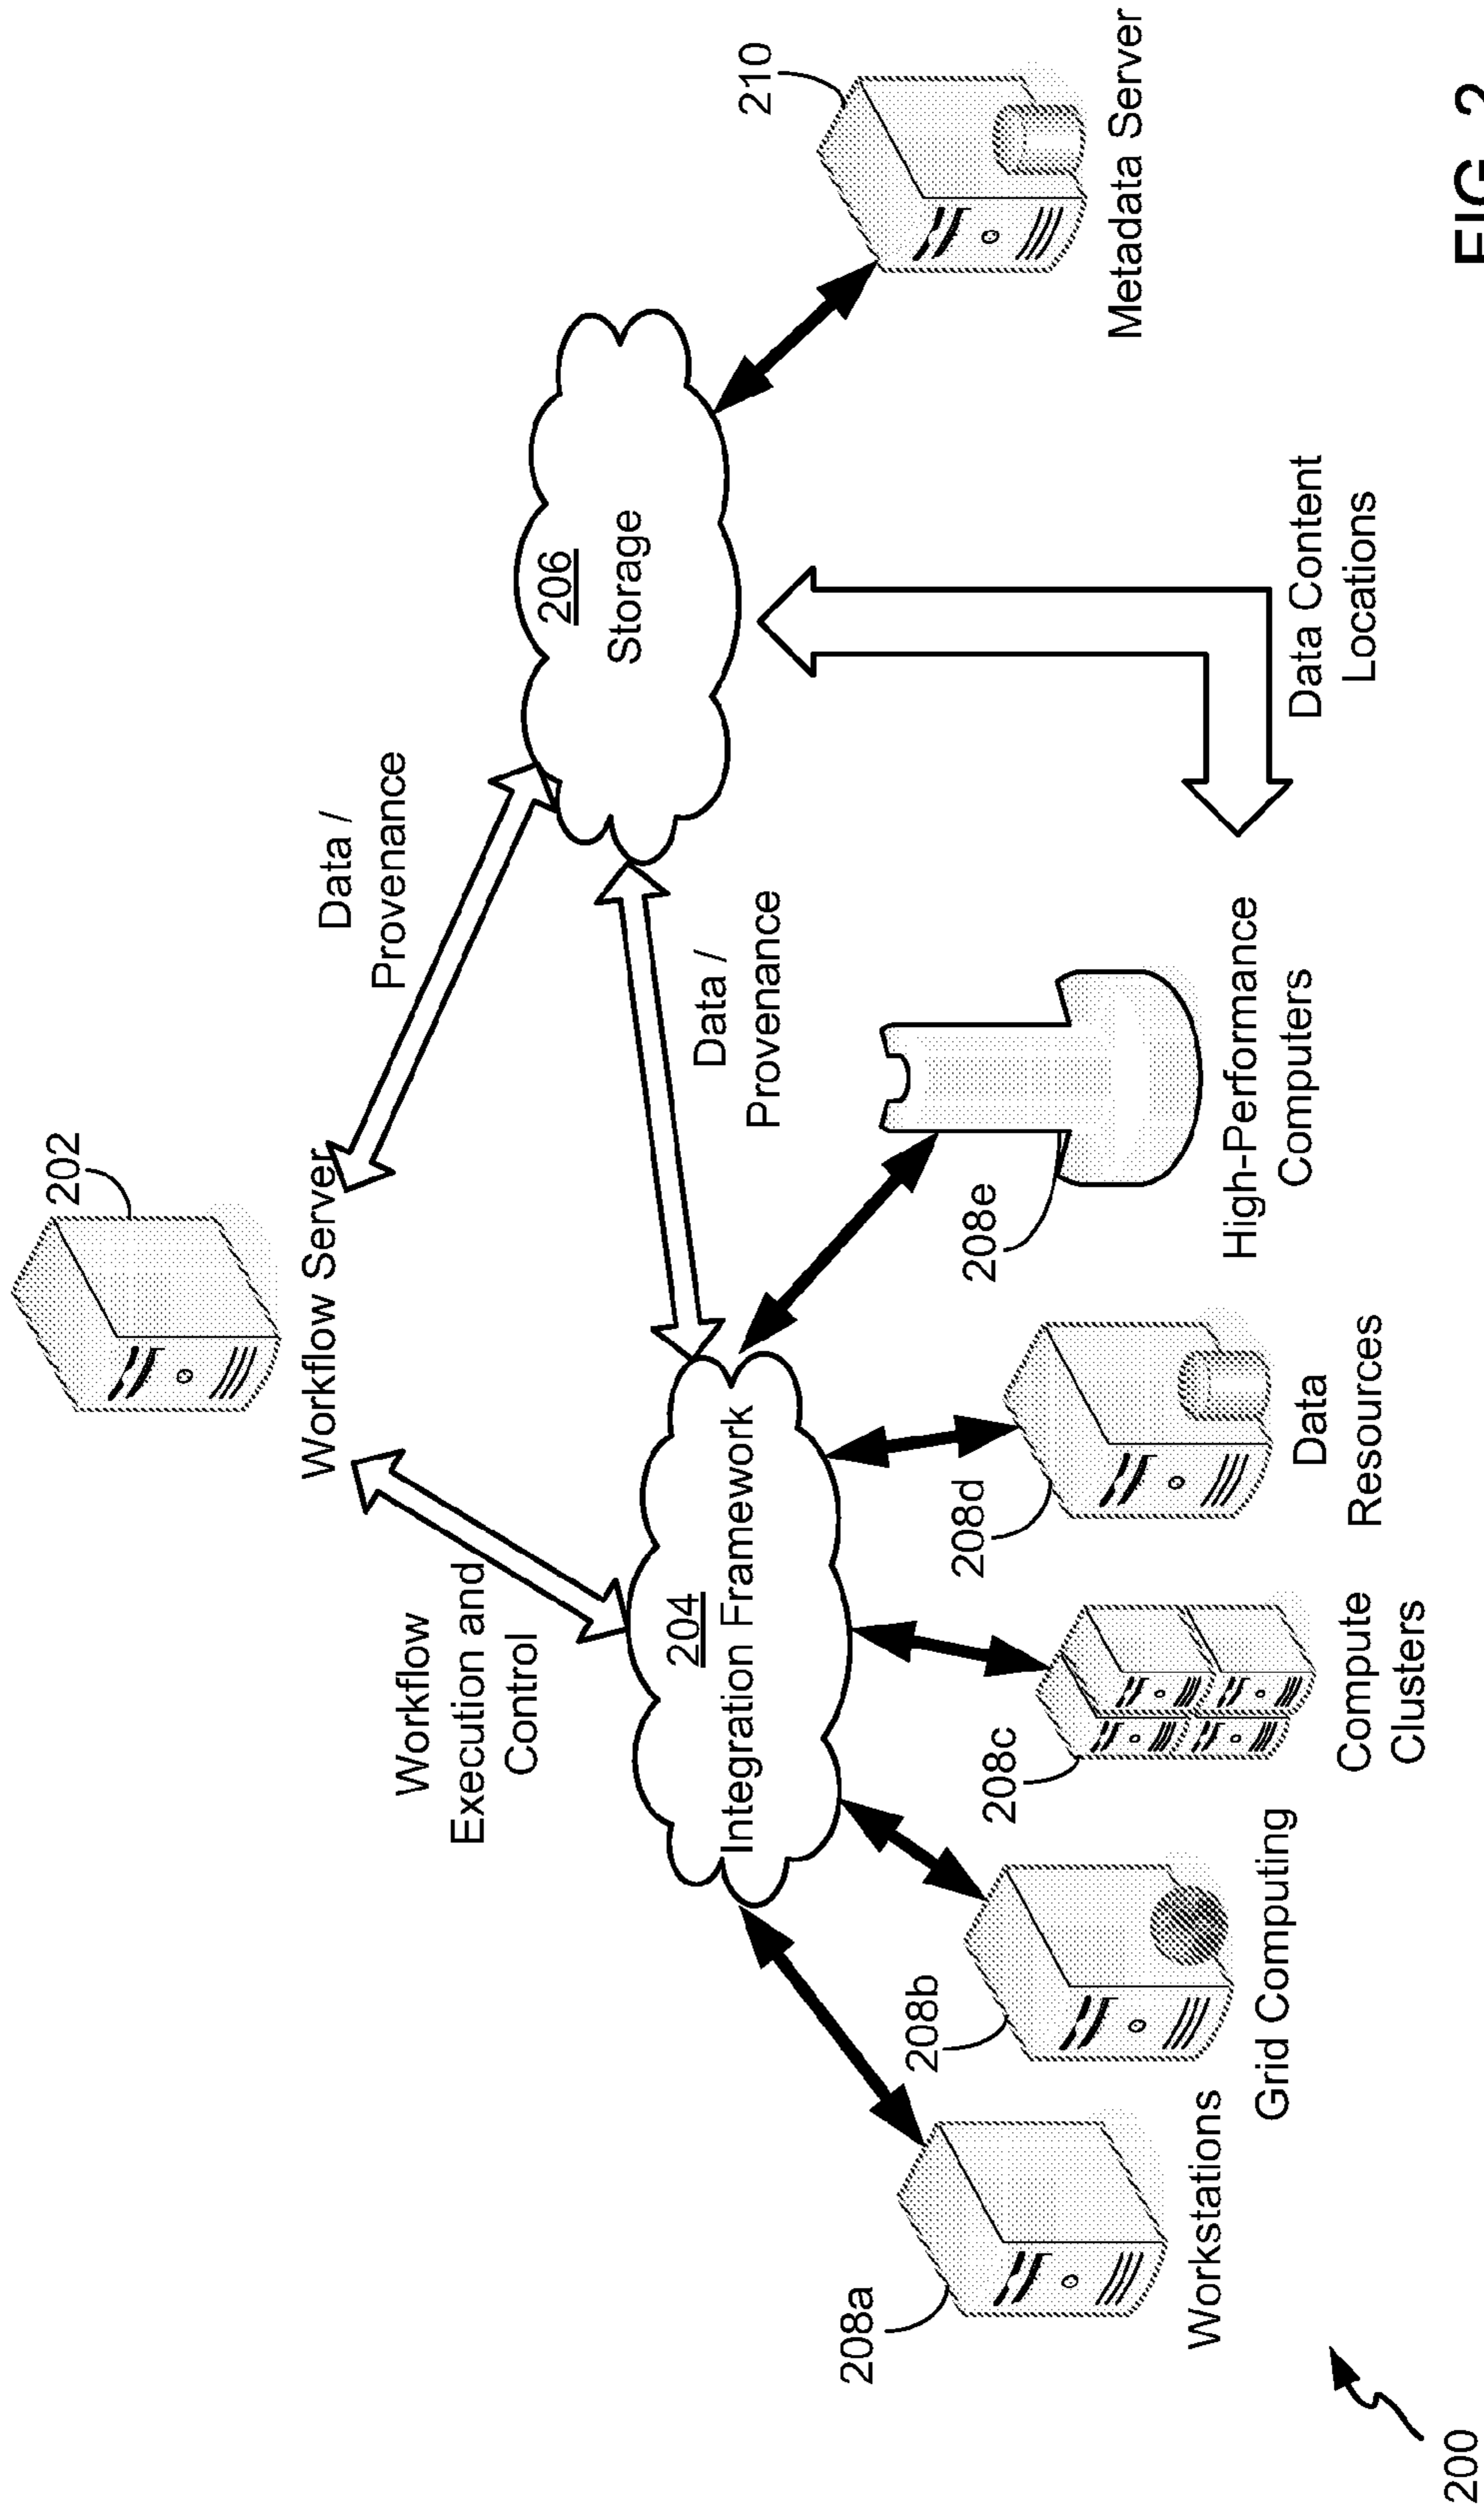 202
Workflow Server
Data /
Provenance
Workflow
Execution and
Control
206
Storage
204
Integration Framework
Data /
Provenance
210
Metadata Server
208a
Workstations
208b
Grid Computing
208c
Compute
Clusters
208d
Data
Resources
208e
High-Performance
Computers
Data Content
Locations
200
FIG. 2